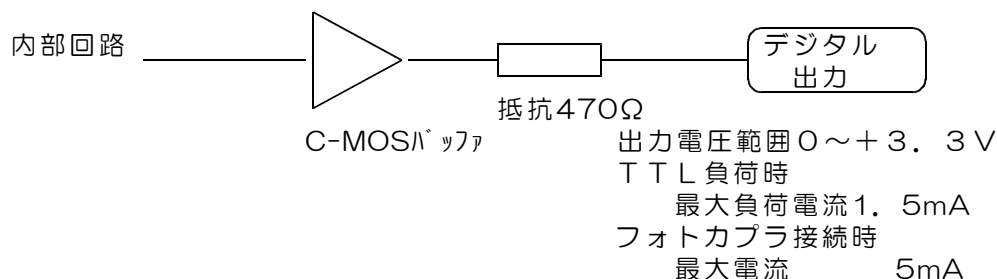 内部回路
デジタル
出力
抵抗470Ω
C-MOSバッファ
出力電圧範囲0~+3.3V
TTL負荷時
最大負荷電流1.5mA
フォトカプラ接続時
最大電流 5mA